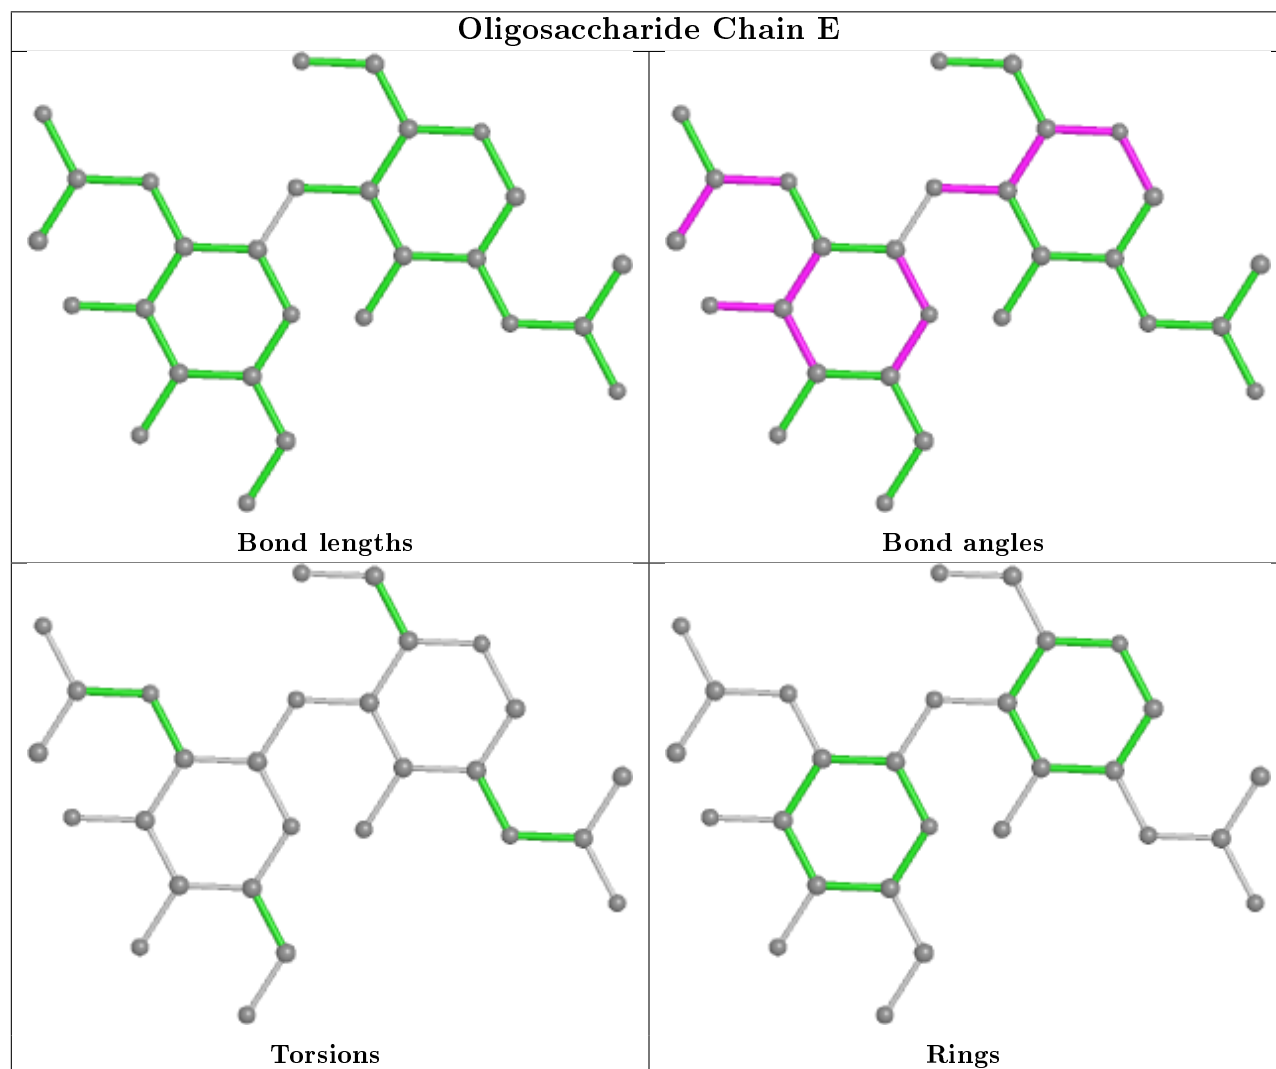 Oligosaccharide Chain E
Bond lengths
Bond angles
Torsions
Rings